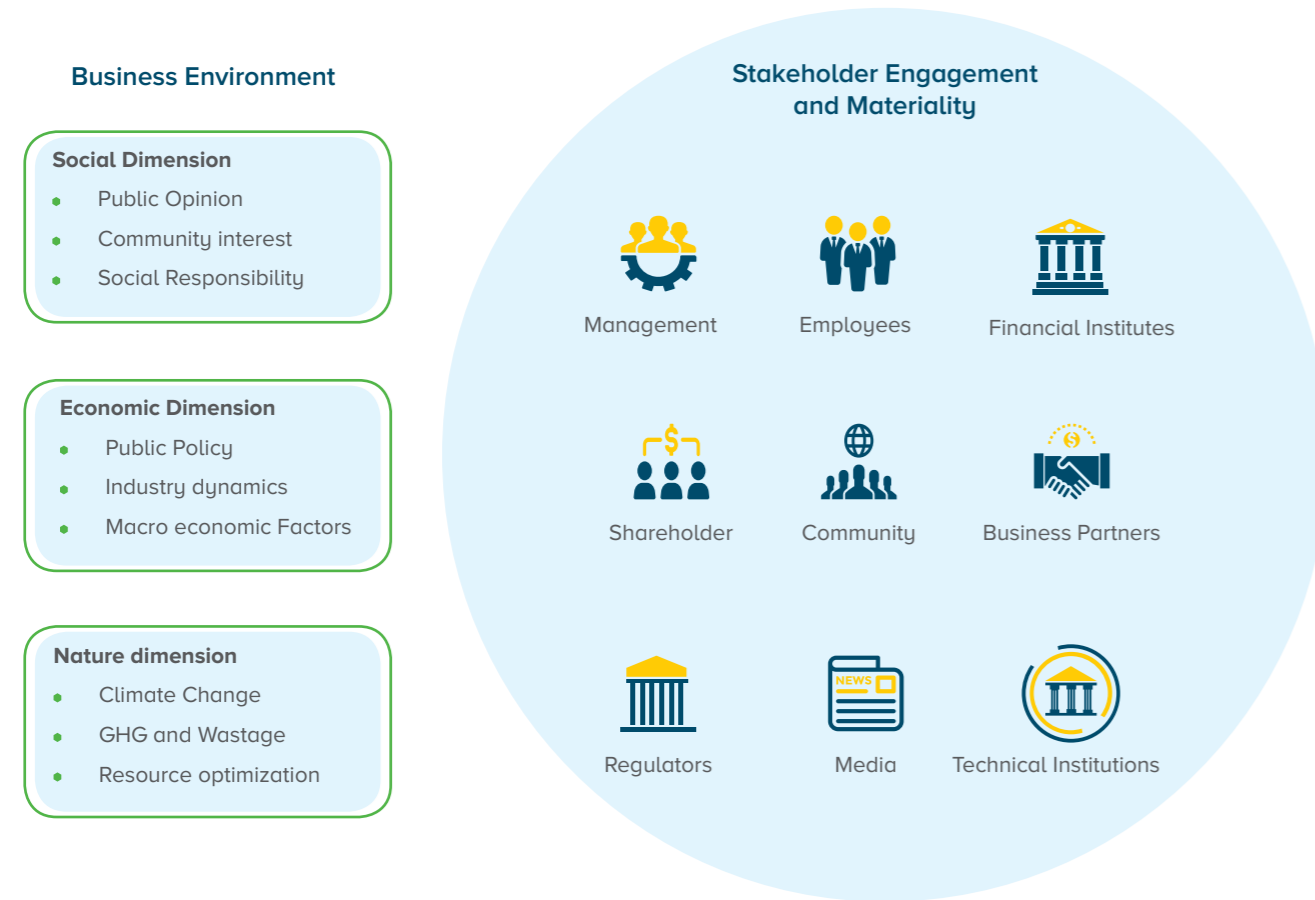 Business Environment
Social Dimension
Public Opinion
Community interest
Social Responsibility
Economic Dimension
Public Policy
Industry dynamics
Macro economic Factors
Nature dimension
Climate Change
GHG and Wastage
Resource optimization
Stakeholder Engagement
and Materiality
Management
Employees
Financial Institutes
$
$
Shareholder
Community
Business Partners
NEWS
Regulators
Media
Technical Institutions